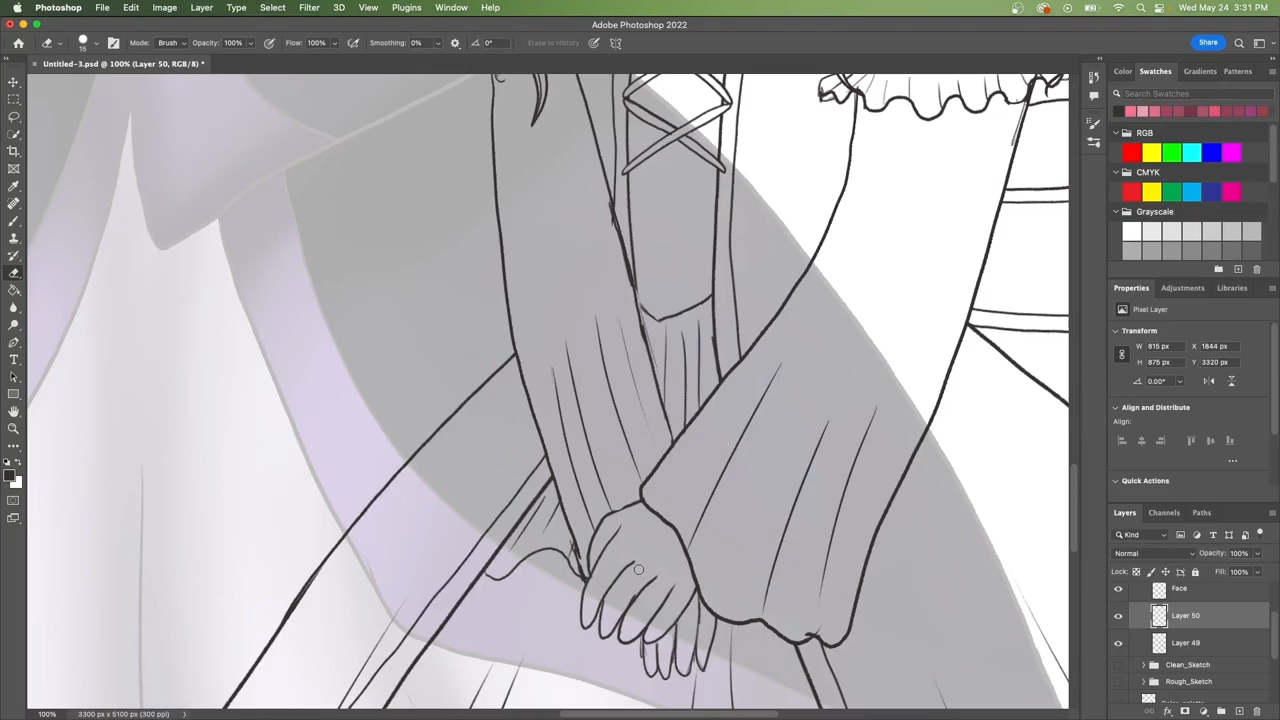 Photoshop File Edit Image Layer Type Select Filter 3D View Plugins Window Help Wed May 24 3:31 PM
Adobe Photoshop 2022
15 Mode: Brush Opacity: 100% Flow: 100% Smoothing: 0% 0° Erase to History Share
Untitled-3.psd @ 100% (Layer 50, RGB/8) *
Color Swatches Gradients Patterns
Search Swatches
RGB
CMYK
Grayscale
Properties Adjustments Libraries
Pixel Layer
Transform
W 815 px X 1844 px
H 875 px Y 3320 px
0.00°
Align and Distribute
Align:
Quick Actions
Layers Channels Paths
Kind
Normal Opacity: 100%
Lock: Fill: 100%
Face
Layer 50
Layer 49
Clean_Sketch
Rough_Sketch
100% 3300 px x 5100 px (300 ppi)